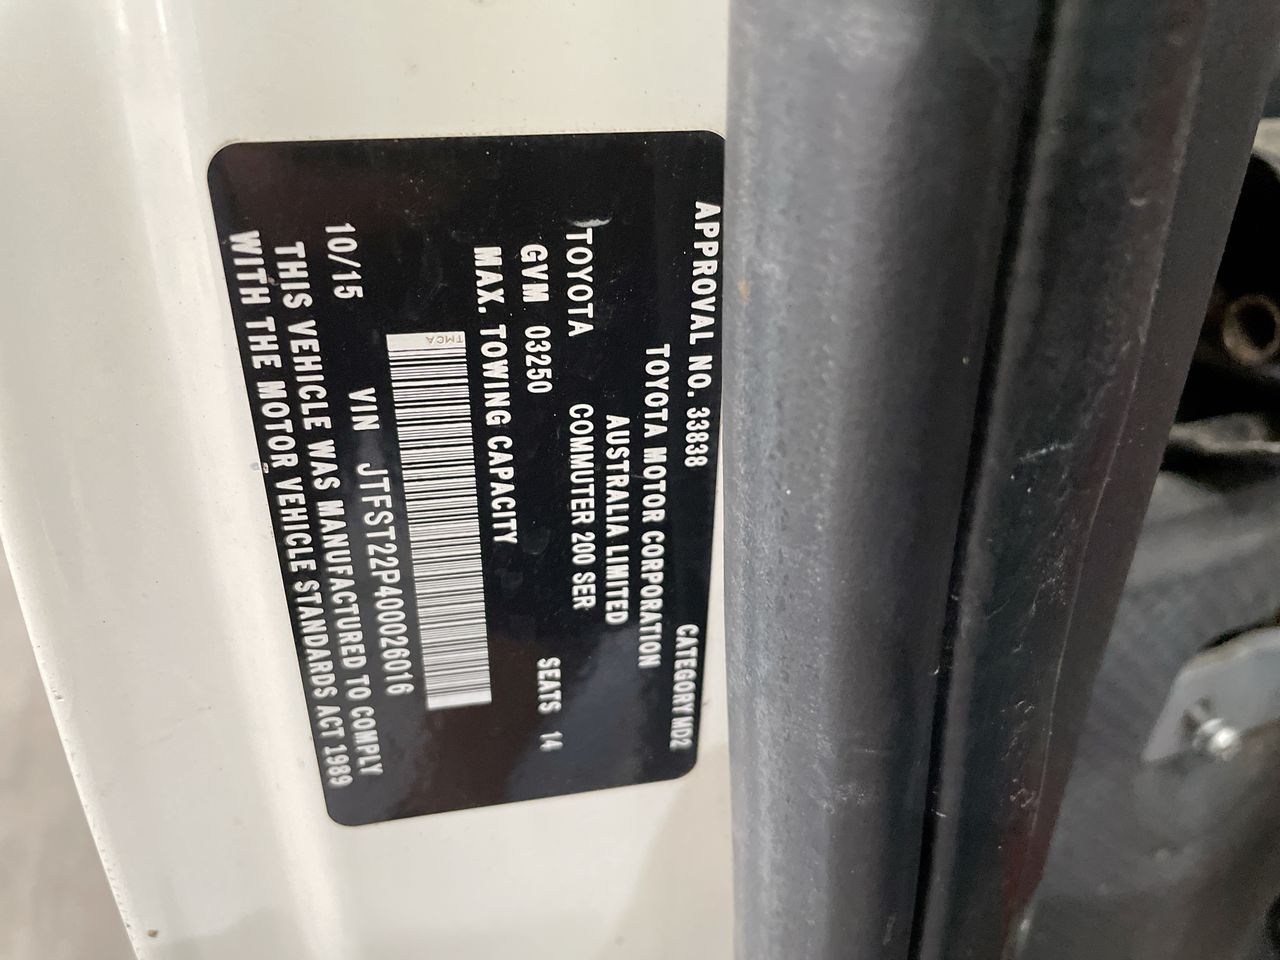 APPROVAL NO. 33838 CATEGORY MD2
TOYOTA MOTOR CORPORATION
AUSTRALIA LIMITED
TOYOTA COMMUTER 200 SER
GVM 03250 SEATS 14
MAX. TOWING CAPACITY
TMCA
10/15 VIN JTFST22P400026016
THIS VEHICLE WAS MANUFACTURED TO COMPLY
WITH THE MOTOR VEHICLE STANDARDS ACT 1989